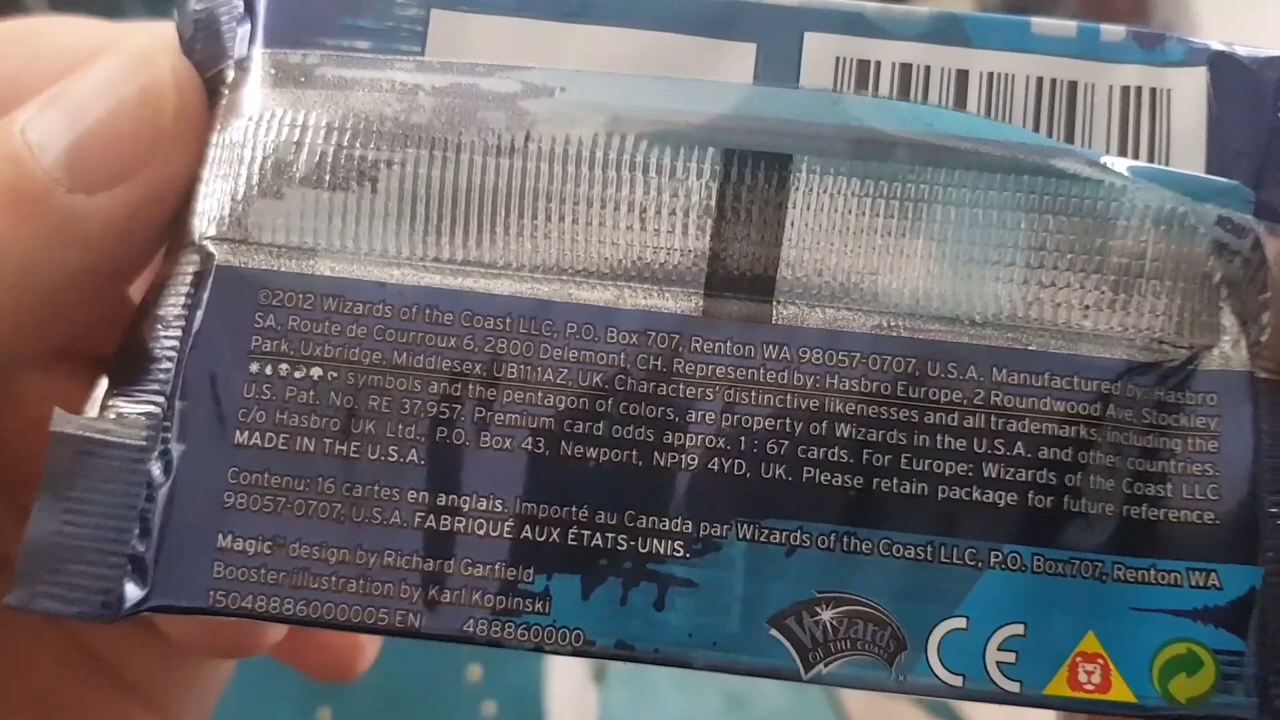 ©2012 Wizards of the Coast LLC, P.O. Box 707, Renton WA 98057-0707, U.S.A. Manufactured by: Hasbro
SA, Route de Courroux 6, 2800 Delemont, CH. Represented by: Hasbro Europe, 2 Roundwood Ave, Stockley
Park, Uxbridge, Middlesex, UB11 1AZ, UK. Characters' distinctive likenesses and all trademarks, including the
symbols and the pentagon of colors, are property of Wizards in the U.S.A. and other countries.
U.S. Pat. No. RE 37,957. Premium card odds approx. 1 : 67 cards. For Europe: Wizards of the Coast LLC
c/o Hasbro UK Ltd., P.O. Box 43, Newport, NP19 4YD, UK. Please retain package for future reference.
MADE IN THE U.S.A.
Contenu: 16 cartes en anglais. Importé au Canada par Wizards of the Coast LLC, P.O. Box 707, Renton WA
98057-0707, U.S.A. FABRIQUÉ AUX ÉTATS-UNIS.
Magic™ design by Richard Garfield
Booster illustration by Karl Kopinski
15048886000005 EN 488860000
Wizards
OF THE COAST
CE